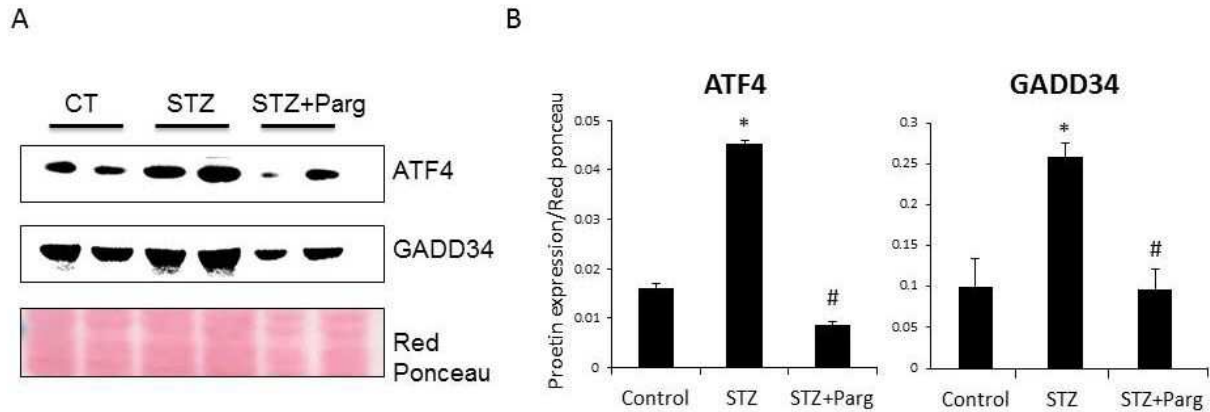 A
CT STZ STZ+Parg
ATF4
GADD34
Red
Ponceau
B
ATF4
Proetin expression/Red ponceau
0.05
*
0.04
0.03
0.02
0.01
#
0
Control STZ STZ+Parg
GADD34
0.3
*
0.25
0.2
0.15
#
0.1
0.05
0
Control STZ STZ+Parg